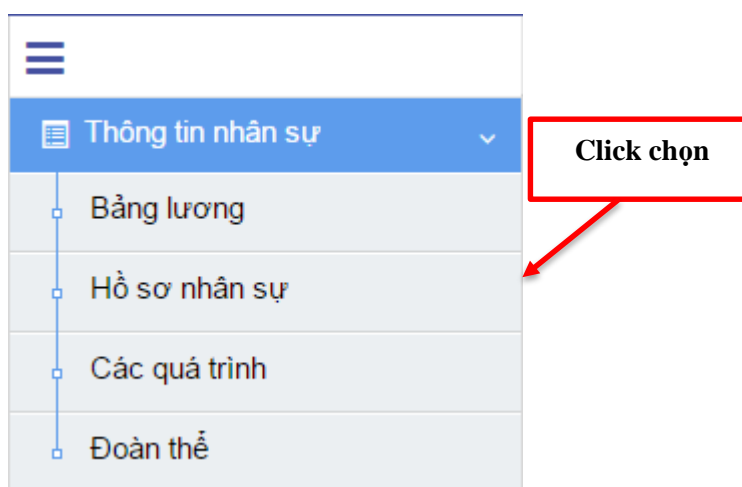 Thông tin nhân sự
Click chọn
Bảng lương
Hồ sơ nhân sự
Các quá trình
Đoàn thể